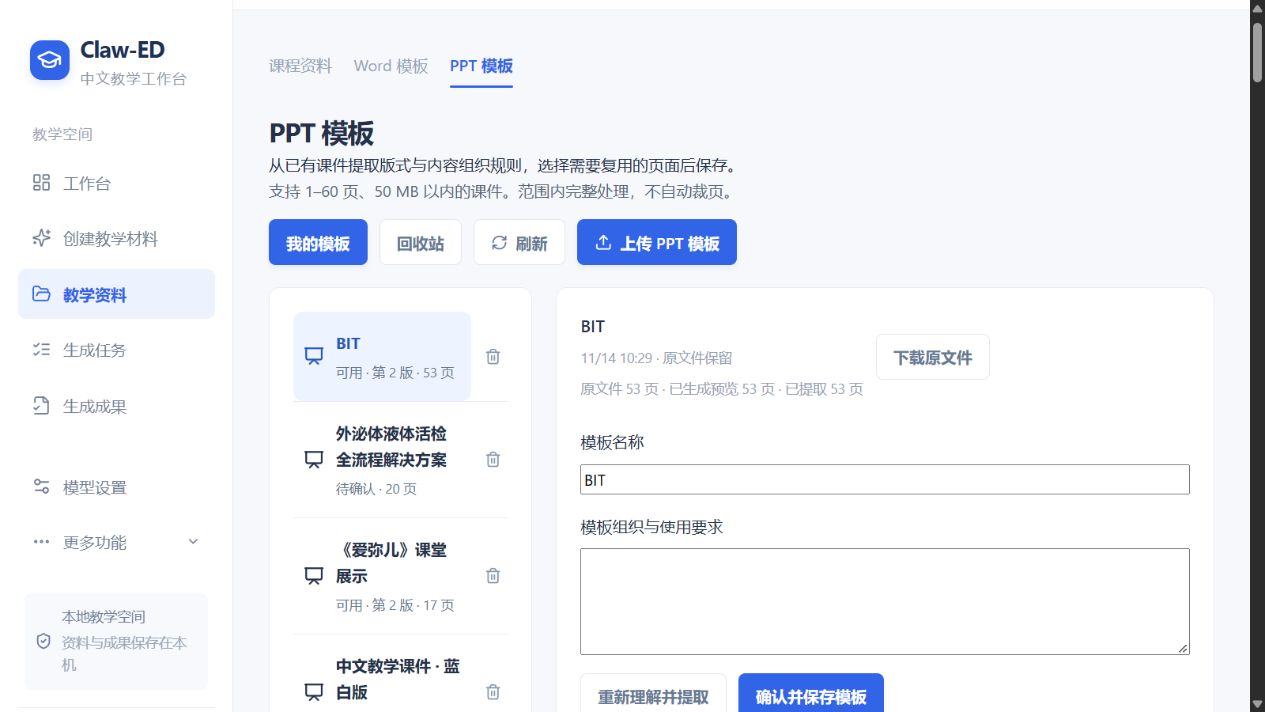 Claw-ED
中文教学工作台
教学空间
工作台
创建教学材料
教学资料
生成任务
生成成果
模型设置
更多功能
本地教学空间
资料与成果保存在本
机
课程资料 Word 模板 PPT 模板
PPT 模板
从已有课件提取版式与内容组织规则，选择需要复用的页面后保存。
支持 1–60 页、50 MB 以内的课件。范围内完整处理，不自动裁页。
我的模板 回收站 刷新 上传 PPT 模板
BIT
可用 · 第 2 版 · 53 页
外泌体液体活检
全流程解决方案
待确认 · 20 页
《爱弥儿》课堂
展示
可用 · 第 2 版 · 17 页
中文教学课件 · 蓝
白版
BIT
11/14 10:29 · 原文件保留
原文件 53 页 · 已生成预览 53 页 · 已提取 53 页
下载原文件
模板名称
BIT
模板组织与使用要求
重新理解并提取 确认并保存模板